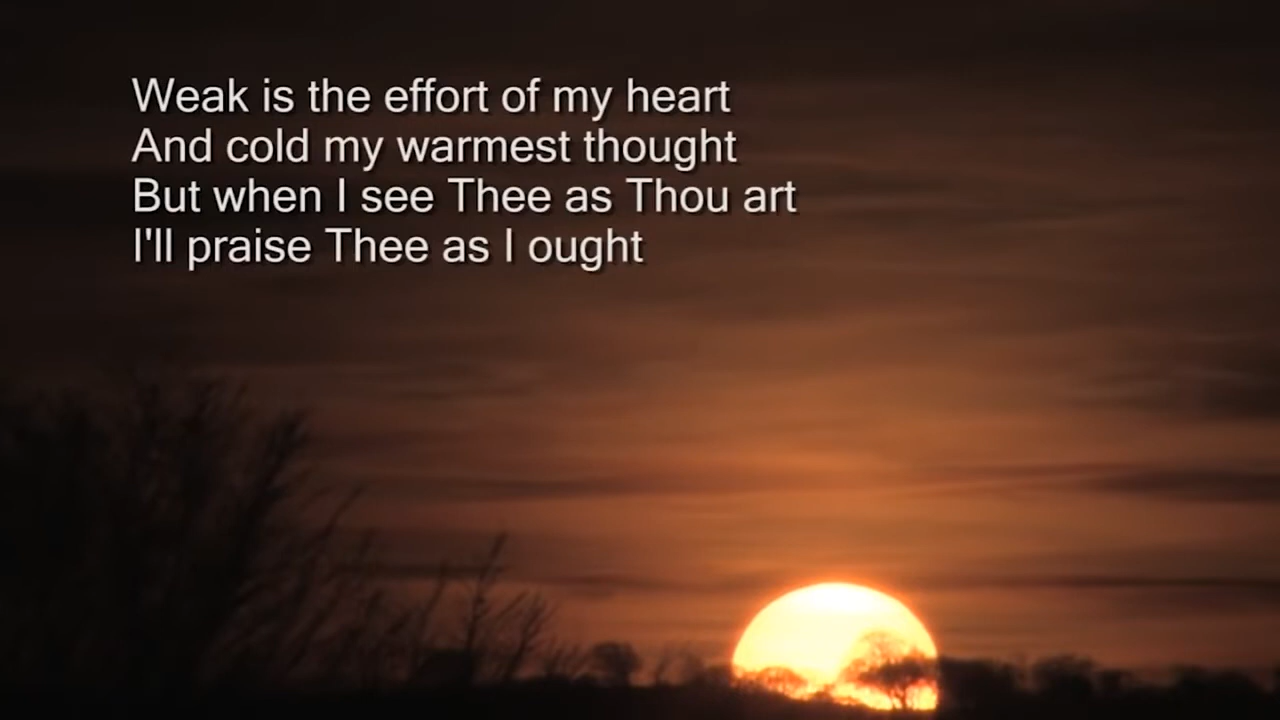 Weak is the effort of my heart
And cold my warmest thought
But when I see Thee as Thou art
I'll praise Thee as I ought